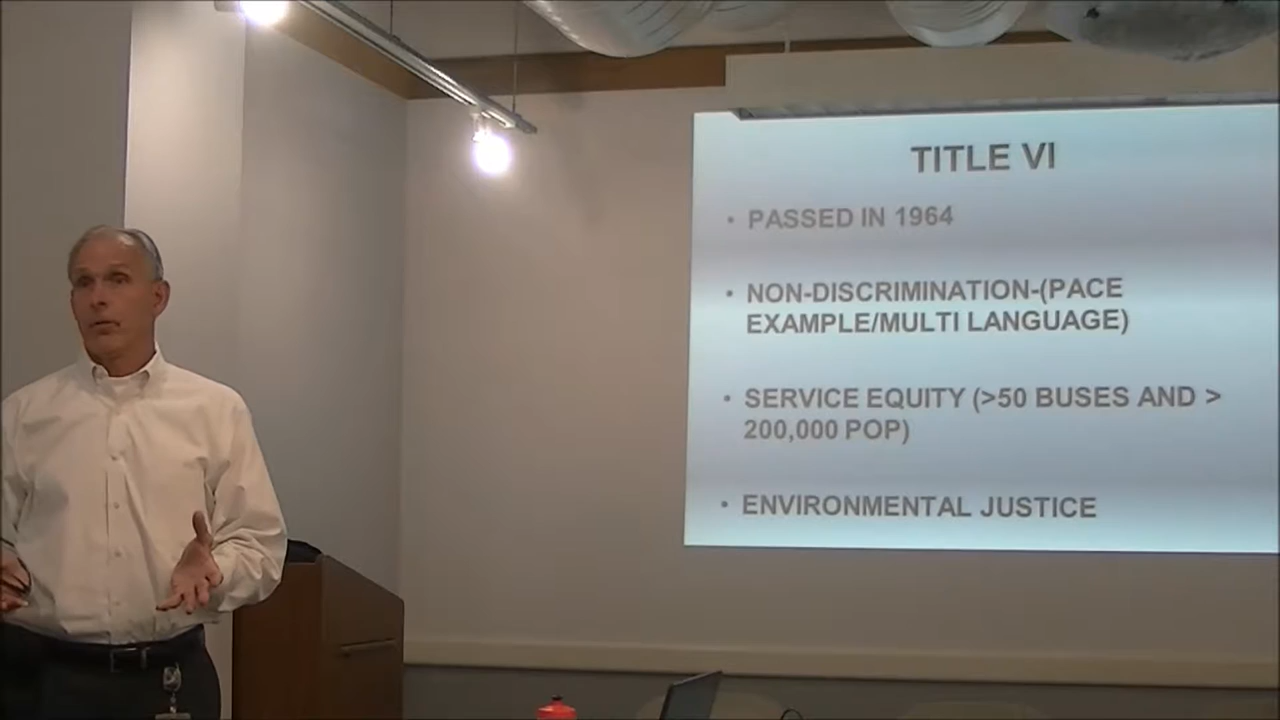 TITLE VI
• PASSED IN 1964
• NON-DISCRIMINATION-(PACE
EXAMPLE/MULTI LANGUAGE)
• SERVICE EQUITY (>50 BUSES AND >
200,000 POP)
• ENVIRONMENTAL JUSTICE